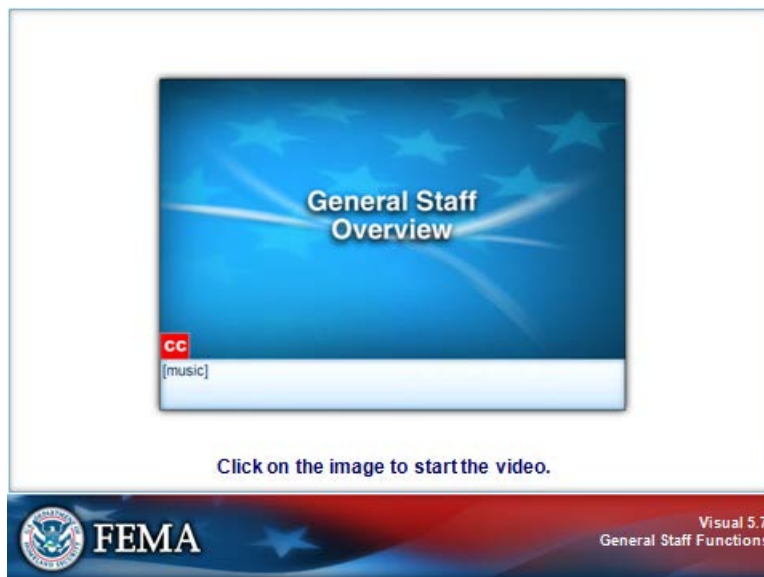 General Staff
Overview
cc
[music]
Click on the image to start the video.
FEMA
Visual 5.7
General Staff Functions